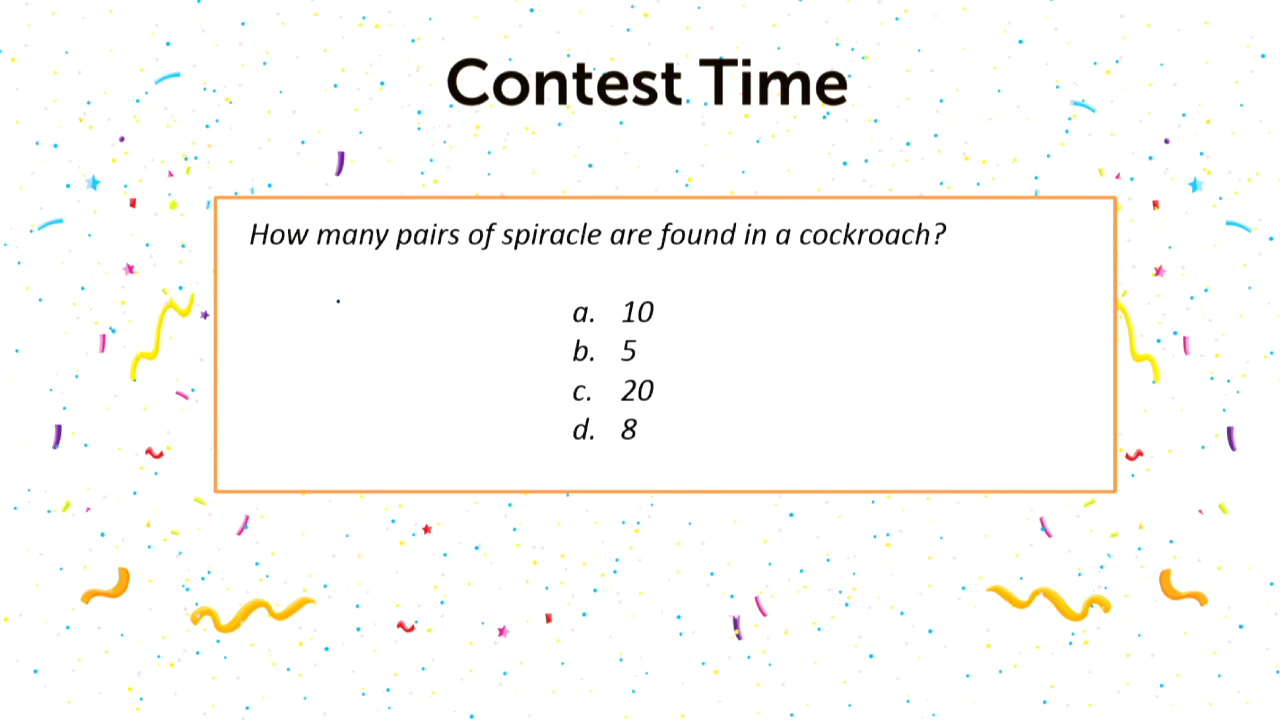 Contest Time
How many pairs of spiracle are found in a cockroach?
a. 10
b. 5
c. 20
d. 8